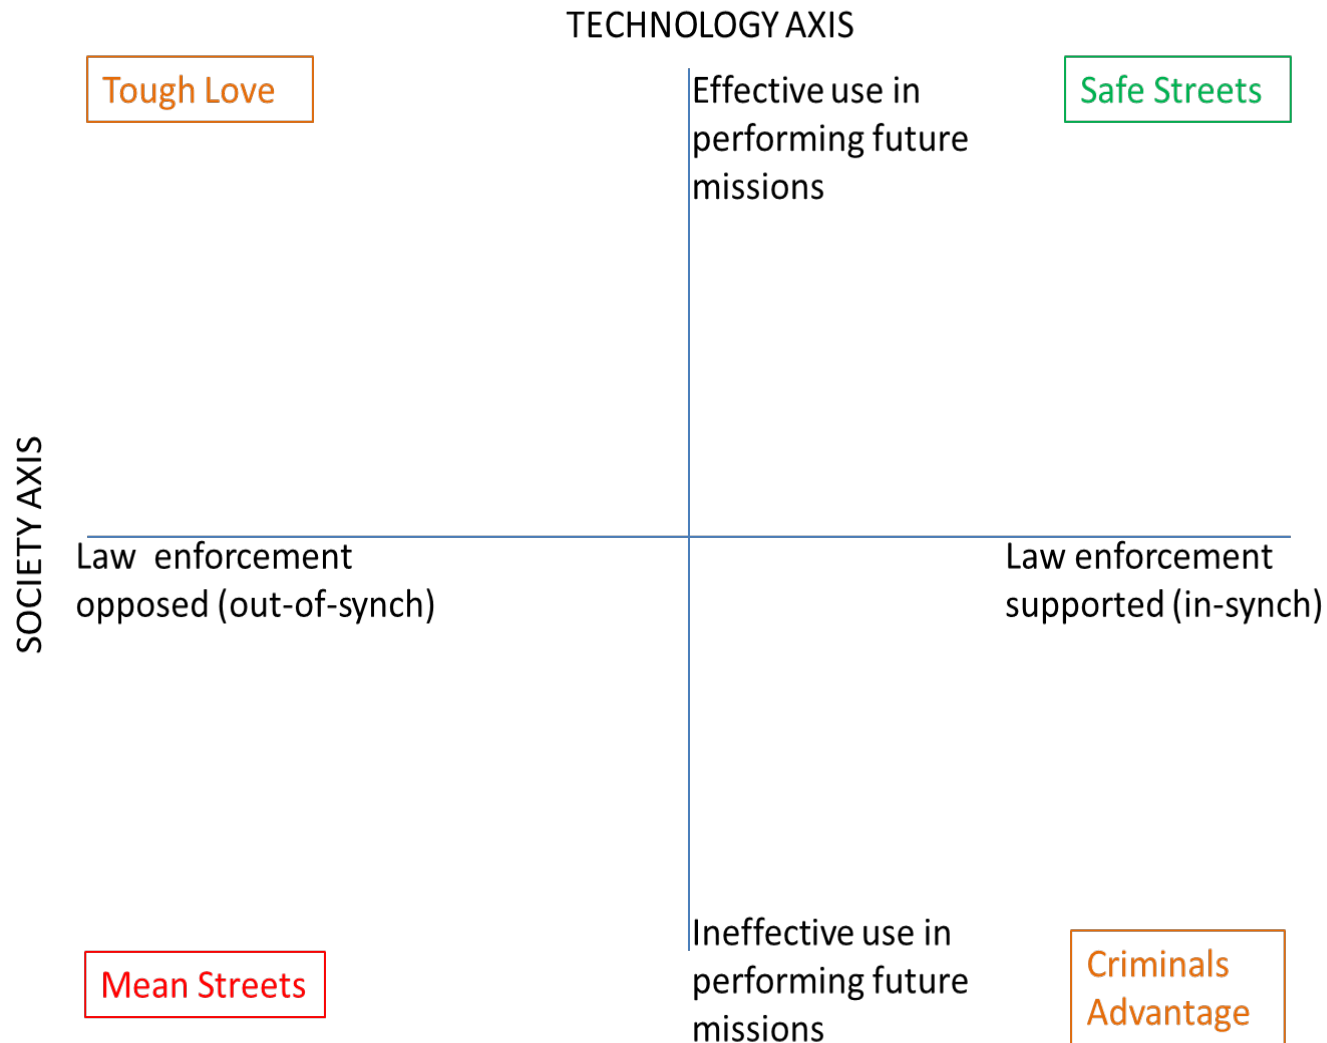 TECHNOLOGY AXIS
Tough Love
Effective use in
performing future
missions
Safe Streets
SOCIETY AXIS
Law enforcement
opposed (out-of-synch)
Law enforcement
supported (in-synch)
Mean Streets
Ineffective use in
performing future
missions
Criminals
Advantage